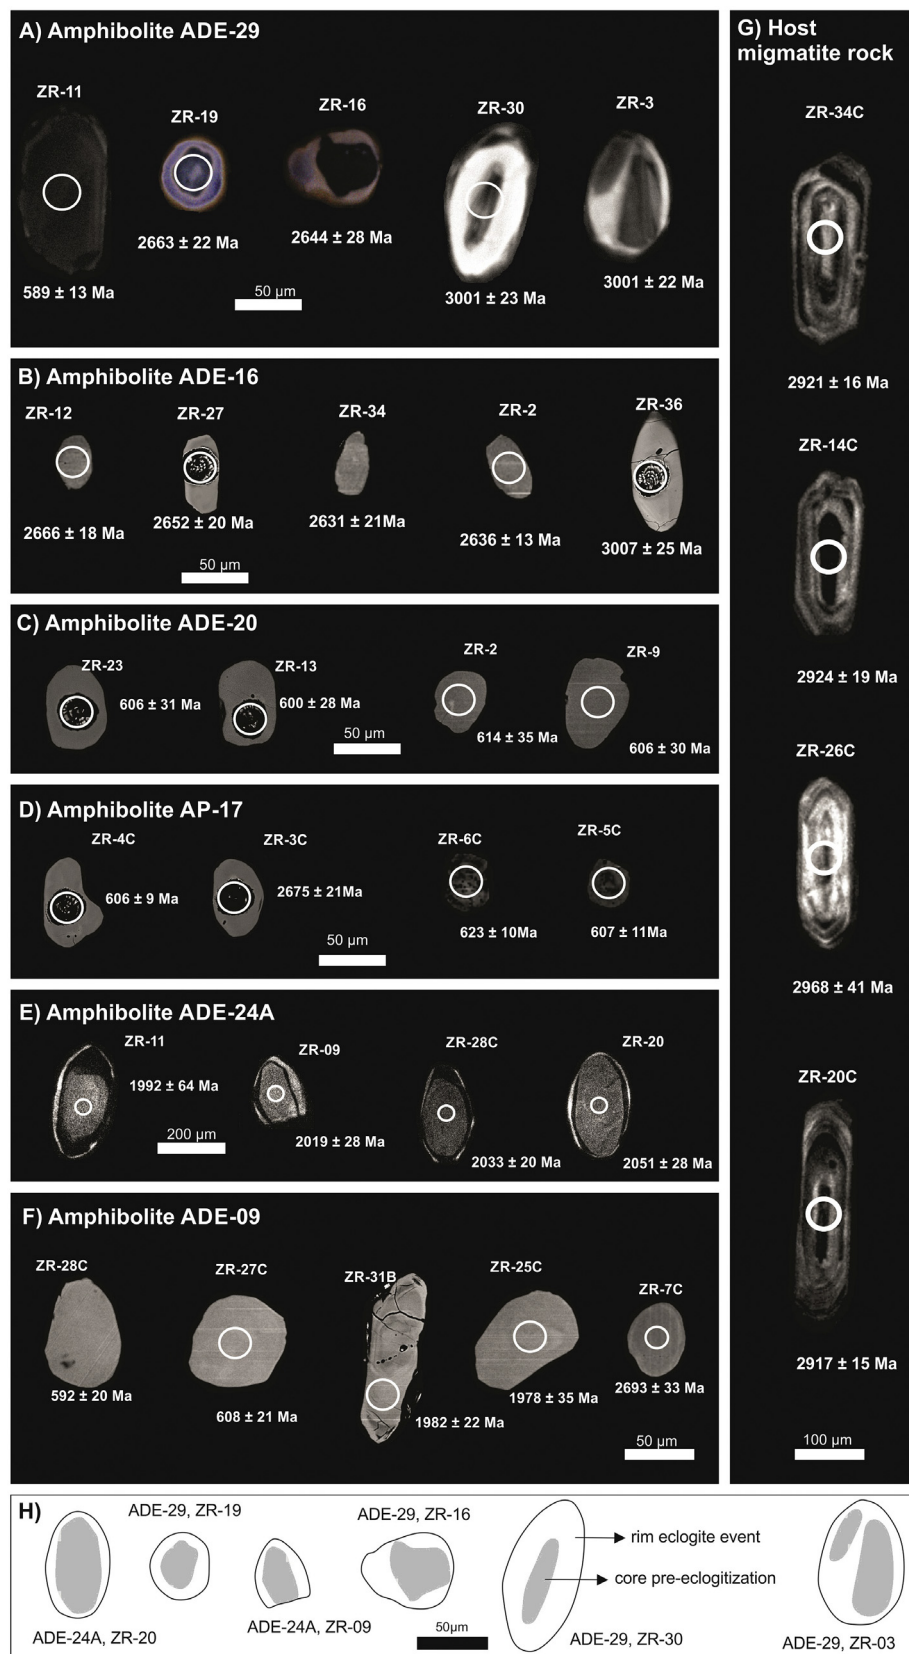 A) Amphibolite ADE-29
ZR-11
ZR-19
ZR-16
ZR-30
ZR-3
589 ± 13 Ma
2663 ± 22 Ma
2644 ± 28 Ma
3001 ± 23 Ma
3001 ± 22 Ma
50 µm
B) Amphibolite ADE-16
ZR-12
ZR-27
ZR-34
ZR-2
ZR-36
2666 ± 18 Ma
2652 ± 20 Ma
2631 ± 21Ma
2636 ± 13 Ma
3007 ± 25 Ma
50 µm
C) Amphibolite ADE-20
ZR-23
606 ± 31 Ma
ZR-13
600 ± 28 Ma
ZR-2
614 ± 35 Ma
ZR-9
606 ± 30 Ma
50 µm
D) Amphibolite AP-17
ZR-4C
606 ± 9 Ma
ZR-3C
2675 ± 21Ma
ZR-6C
623 ± 10Ma
ZR-5C
607 ± 11Ma
50 µm
E) Amphibolite ADE-24A
ZR-11
1992 ± 64 Ma
ZR-09
2019 ± 28 Ma
ZR-28C
2033 ± 20 Ma
ZR-20
2051 ± 28 Ma
200 µm
F) Amphibolite ADE-09
ZR-28C
592 ± 20 Ma
ZR-27C
608 ± 21 Ma
ZR-31B
1982 ± 22 Ma
ZR-25C
1978 ± 35 Ma
ZR-7C
2693 ± 33 Ma
50 µm
G) Host
migmatite rock
ZR-34C
2921 ± 16 Ma
ZR-14C
2924 ± 19 Ma
ZR-26C
2968 ± 41 Ma
ZR-20C
2917 ± 15 Ma
100 µm
H)
ADE-24A, ZR-20
ADE-29, ZR-19
ADE-24A, ZR-09
ADE-29, ZR-16
50µm
rim eclogite event
core pre-eclogitization
ADE-29, ZR-30
ADE-29, ZR-03